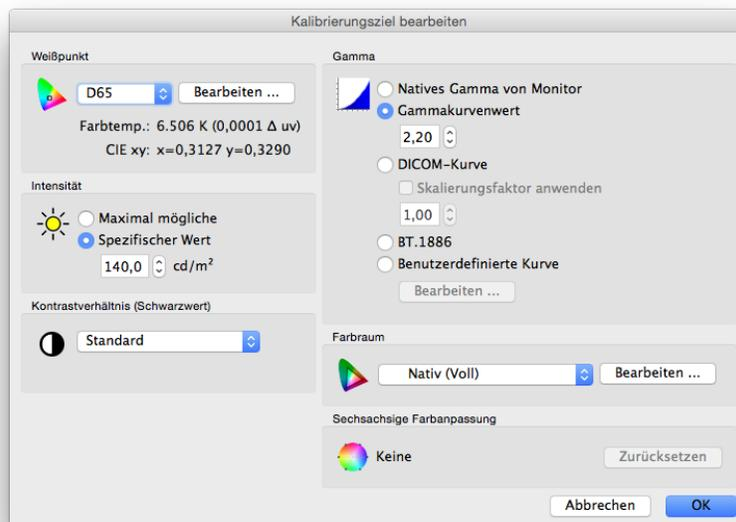 Kalibrierungsziel bearbeiten
Weißpunkt
D65
Bearbeiten ...
Farbtemp.: 6.506 K (0,0001 Δ uv)
CIE xy: x=0,3127 y=0,3290
Intensität
Maximal mögliche
Spezifischer Wert
140,0 cd/m²
Kontrastverhältnis (Schwarzwert)
Standard
Gamma
Natives Gamma von Monitor
Gammakurvenwert
2,20
DICOM-Kurve
Skalierungsfaktor anwenden
1,00
BT.1886
Benutzerdefinierte Kurve
Bearbeiten ...
Farbraum
Nativ (Voll)
Bearbeiten ...
Sechsachsige Farbanpassung
Keine
Zurücksetzen
Abbrechen
OK